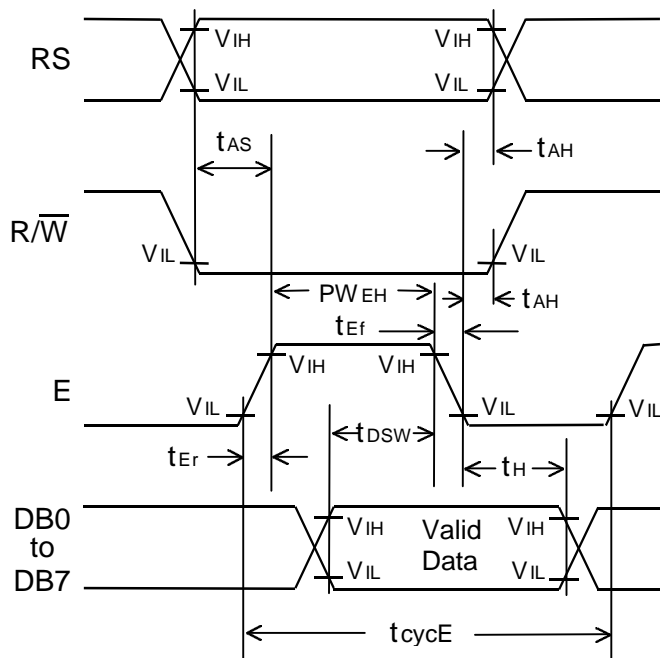 RS VIH VIH
VIL VIL
tAS tAH
R/W̅ VIL VIL
PWEH tAH
tEf
E VIH VIH
VIL VIL VIL
tDSW
tEr tH
DB0 VIH Valid VIH
to
DB7 VIL Data VIL
tcycE